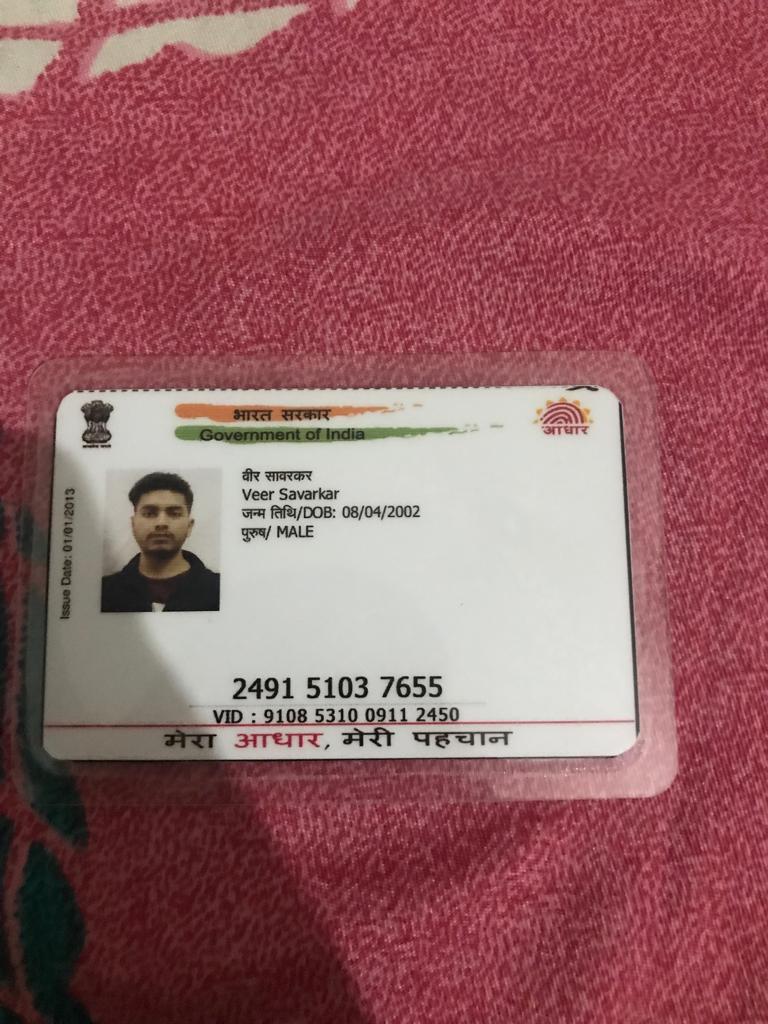 भारत सरकार
Government of India
आधार
Issue Date: 01/01/2013
वीर सावरकर
Veer Savarkar
जन्म तिथि/DOB: 08/04/2002
पुरुष/ MALE
2491 5103 7655
VID : 9108 5310 0911 2450
मेरा आधार, मेरी पहचान